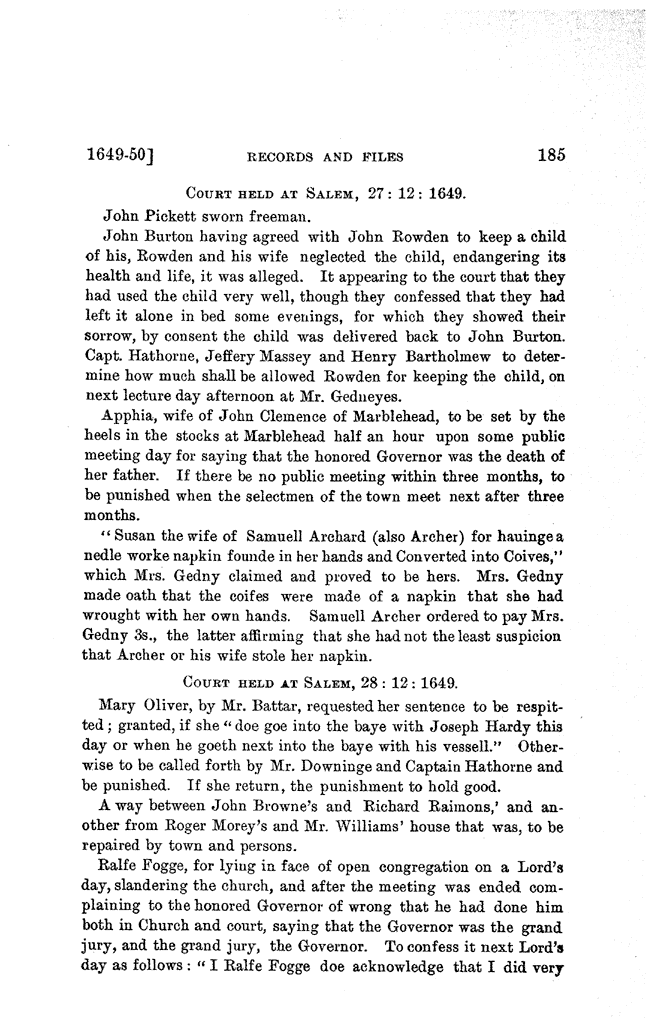 1649-50] RECORDS AND FILES 185
COURT HELD AT SALEM, 27 : 12 : 1649.
John Pickett sworn freeman.
John Burton having agreed with John Rowden to keep a child
of his, Rowden and his wife neglected the child, endangering its
health and life, it was alleged. It appearing to the court that they
had used the child very well, though they confessed that they had
left it alone in bed some evenings, for which they showed their
sorrow, by consent the child was delivered back to John Burton.
Capt. Hathorne, Jeffery Massey and Henry Bartholmew to deter-
mine how much shall be allowed Rowden for keeping the child, on
next lecture day afternoon at Mr. Gedneyes.
Apphia, wife of John Clemence of Marblehead, to be set by the
heels in the stocks at Marblehead half an hour upon some public
meeting day for saying that the honored Governor was the death of
her father. If there be no public meeting within three months, to
be punished when the selectmen of the town meet next after three
months.
"Susan the wife of Samuell Archard (also Archer) for hauinge a
nedle worke napkin founde in her hands and Converted into Coives,"
which Mrs. Gedny claimed and proved to be hers. Mrs. Gedny
made oath that the coifes were made of a napkin that she had
wrought with her own hands. Samuell Archer ordered to pay Mrs.
Gedny 3s., the latter affirming that she had not the least suspicion
that Archer or his wife stole her napkin.
COURT HELD AT SALEM, 28 : 12 : 1649.
Mary Oliver, by Mr. Battar, requested her sentence to be respit-
ted; granted, if she "doe goe into the baye with Joseph Hardy this
day or when he goeth next into the baye with his vessell." Other-
wise to be called forth by Mr. Downinge and Captain Hathorne and
be punished. If she return, the punishment to hold good.
A way between John Browne's and Richard Raimons,' and an-
other from Roger Morey's and Mr. Williams' house that was, to be
repaired by town and persons.
Ralfe Fogge, for lying in face of open congregation on a Lord's
day, slandering the church, and after the meeting was ended com-
plaining to the honored Governor of wrong that he had done him
both in Church and court, saying that the Governor was the grand
jury, and the grand jury, the Governor. To confess it next Lord's
day as follows : "I Ralfe Fogge doe acknowledge that I did very